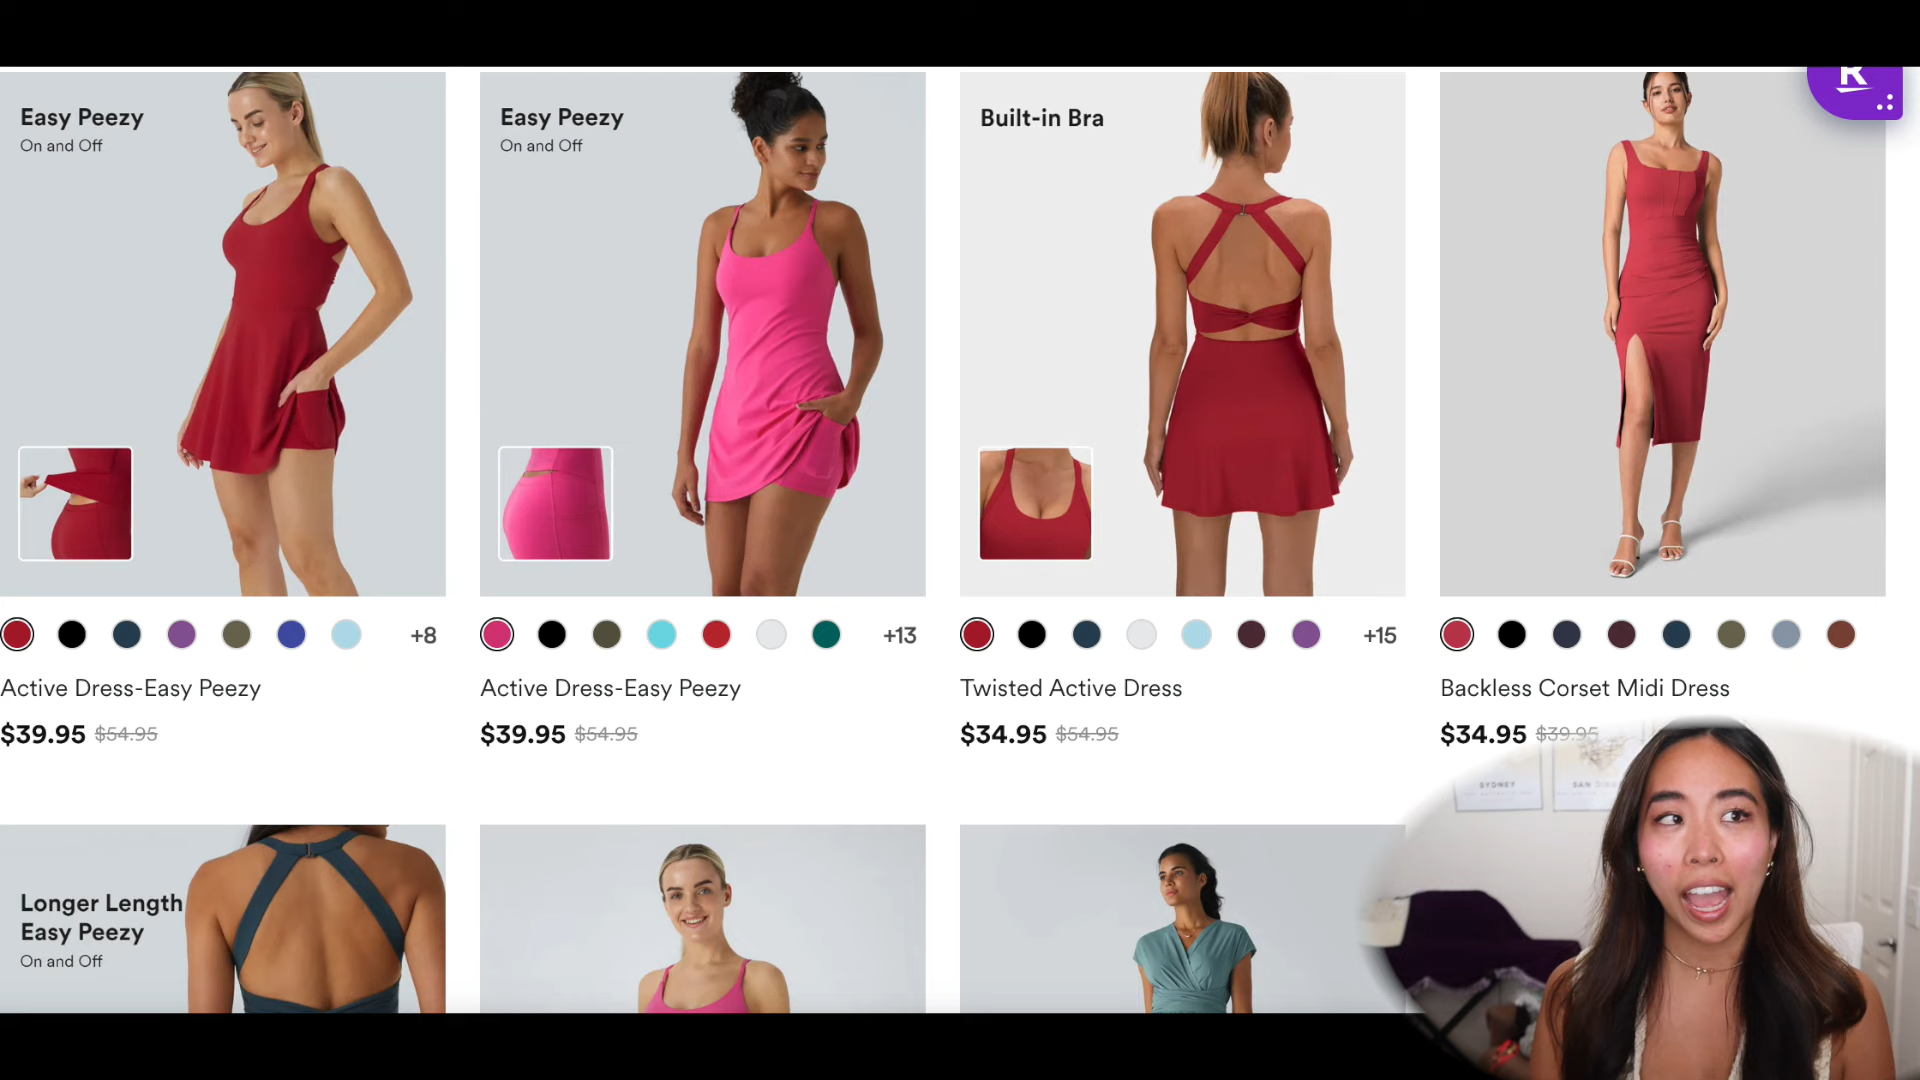 R
Easy Peezy
On and Off
Easy Peezy
On and Off
Built-in Bra
+8
+13
+15
Active Dress-Easy Peezy
Active Dress-Easy Peezy
Twisted Active Dress
Backless Corset Midi Dress
$39.95 $54.95
$39.95 $54.95
$34.95 $54.95
$34.95 $39.95
SYDNEY
SAN
Longer Length
Easy Peezy
On and Off